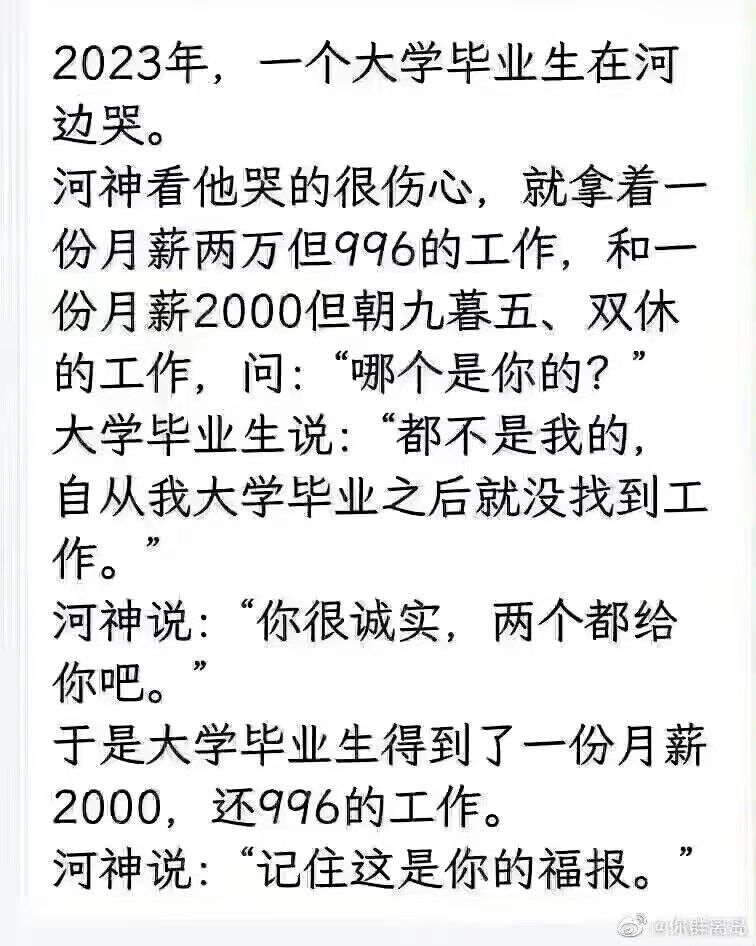 2023年，一个大学毕业生在河
边哭。
河神看他哭的很伤心，就拿着一
份月薪两万但996的工作，和一
份月薪2000但朝九暮五、双休
的工作，问：“哪个是你的？”
大学毕业生说：“都不是我的，
自从我大学毕业之后就没找到工
作。”
河神说：“你很诚实，两个都给
你吧。”
于是大学毕业生得到了一份月薪
2000，还996的工作。
河神说：“记住这是你的福报。”
@你群离岛